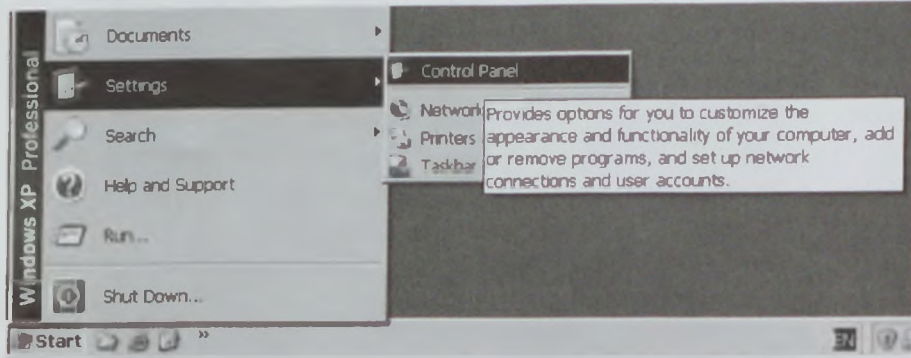 Windows XP Professional
Documents
Settings
Search
Help and Support
Run...
Shut Down...
Control Panel
Network
Printers
Taskbar
Provides options for you to customize the
appearance and functionality of your computer, add
or remove programs, and set up network
connections and user accounts.
Start
»
EN